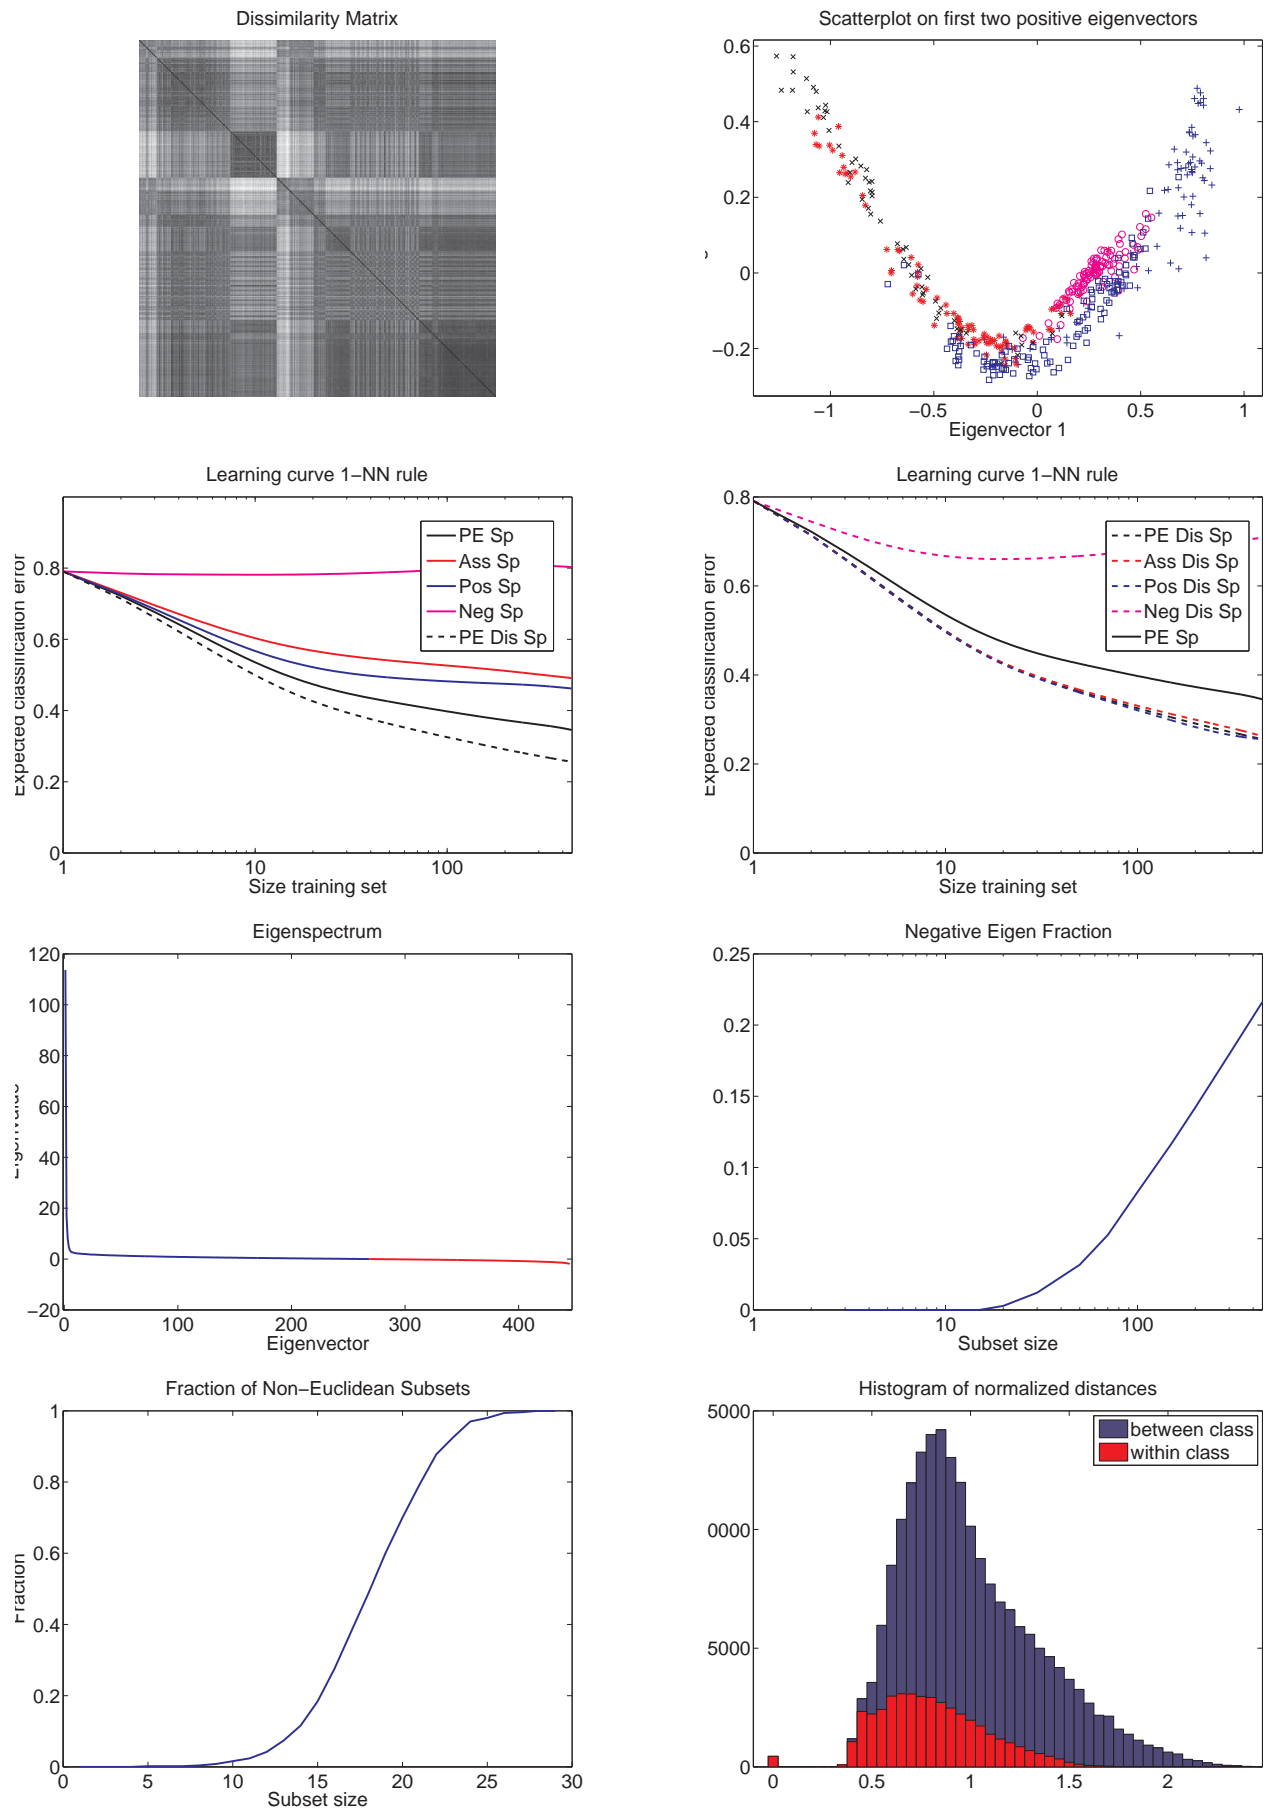 Dissimilarity Matrix
Scatterplot on first two positive eigenvectors
0.6
0.4
0.2
0
−0.2
−1
−0.5
0
0.5
1
Eigenvector 1
Learning curve 1−NN rule
Expected classification error
0.8
0.6
0.4
0.2
0
1
10
100
Size training set
PE Sp
Ass Sp
Pos Sp
Neg Sp
PE Dis Sp
Learning curve 1−NN rule
Expected classification error
0.8
0.6
0.4
0.2
0
1
10
100
Size training set
PE Dis Sp
Ass Dis Sp
Pos Dis Sp
Neg Dis Sp
PE Sp
Eigenspectrum
Eigenvalue
120
100
80
60
40
20
0
−20
0
100
200
300
400
Eigenvector
Negative Eigen Fraction
0.25
0.2
0.15
0.1
0.05
0
1
10
100
Subset size
Fraction of Non−Euclidean Subsets
Fraction
1
0.8
0.6
0.4
0.2
0
0
5
10
15
20
25
30
Subset size
Histogram of normalized distances
5000
0000
5000
0
0
0.5
1
1.5
2
between class
within class